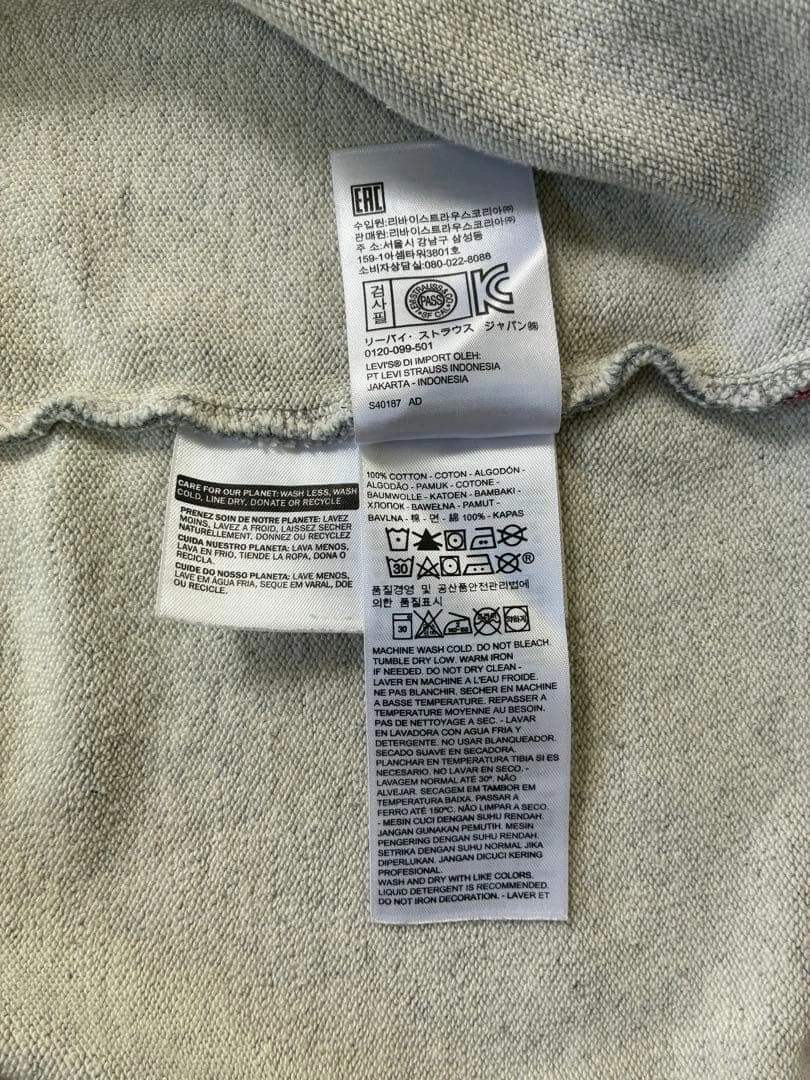 EAC
수입원:리바이스트라우스코리아㈜
판매원:리바이스트라우스코리아㈜
주 소:서울시 강남구 삼성동
159-1아셈타워3801호
소비자상담실:080-022-8088
검사필
PASS
SF CAL
リーバイ・ストラウス ジャパン㈱
0120-099-501
LEVI'S® DI IMPORT OLEH:
PT LEVI STRAUSS INDONESIA
JAKARTA - INDONESIA
S40187 AD
CARE FOR OUR PLANET: WASH LESS, WASH
COLD, LINE DRY, DONATE OR RECYCLE
PRENEZ SOIN DE NOTRE PLANETE: LAVEZ
MOINS, LAVEZ A FROID, LAISSEZ SECHER
NATURELLEMENT. DONNEZ OU RECYCLEZ
CUIDA NUESTRO PLANETA: LAVA MENOS,
LAVA EN FRIO, TIENDE LA ROPA, DONA O
RECICLA.
CUIDE DO NOSSO PLANETA: LAVE MENOS,
LAVE EM ÁGUA FRIA, SEQUE EM VARAL, DOE
OU RECICLE.
100% COTTON - COTON - ALGODÓN -
ALGODÃO - PAMUK - COTONE -
BAUMWOLLE - KATOEN - BAMBAKI -
ХЛОПОК - BAWEŁNA - PAMUT -
BAVLNA - 棉 - 면 - 綿 100% - KAPAS
30 ®
품질경영 및 공산품안전관리법에
의한 품질표시
30
MACHINE WASH COLD. DO NOT BLEACH.
TUMBLE DRY LOW. WARM IRON
IF NEEDED. DO NOT DRY CLEAN -
LAVER EN MACHINE A L'EAU FROIDE.
NE PAS BLANCHIR. SECHER EN MACHINE
A BASSE TEMPERATURE. REPASSER A
TEMPERATURE MOYENNE AU BESOIN.
PAS DE NETTOYAGE A SEC. - LAVAR
EN LAVADORA CON AGUA FRIA Y
DETERGENTE. NO USAR BLANQUEADOR.
SECADO SUAVE EN SECADORA.
PLANCHAR EN TEMPERATURA TIBIA SI ES
NECESARIO. NO LAVAR EN SECO. -
LAVAGEM NORMAL ATÉ 30º. NÃO
ALVEJAR. SECAGEM EM TAMBOR EM
TEMPERATURA BAIXA. PASSAR A
FERRO ATÉ 150ºC. NÃO LIMPAR A SECO.
- MESIN CUCI DENGAN SUHU RENDAH.
JANGAN GUNAKAN PEMUTIH. MESIN
PENGERING DENGAN SUHU RENDAH.
SETRIKA DENGAN SUHU NORMAL JIKA
DIPERLUKAN. JANGAN DICUCI KERING
PROFESIONAL.
WASH AND DRY WITH LIKE COLORS.
LIQUID DETERGENT IS RECOMMENDED.
DO NOT IRON DECORATION. - LAVER ET